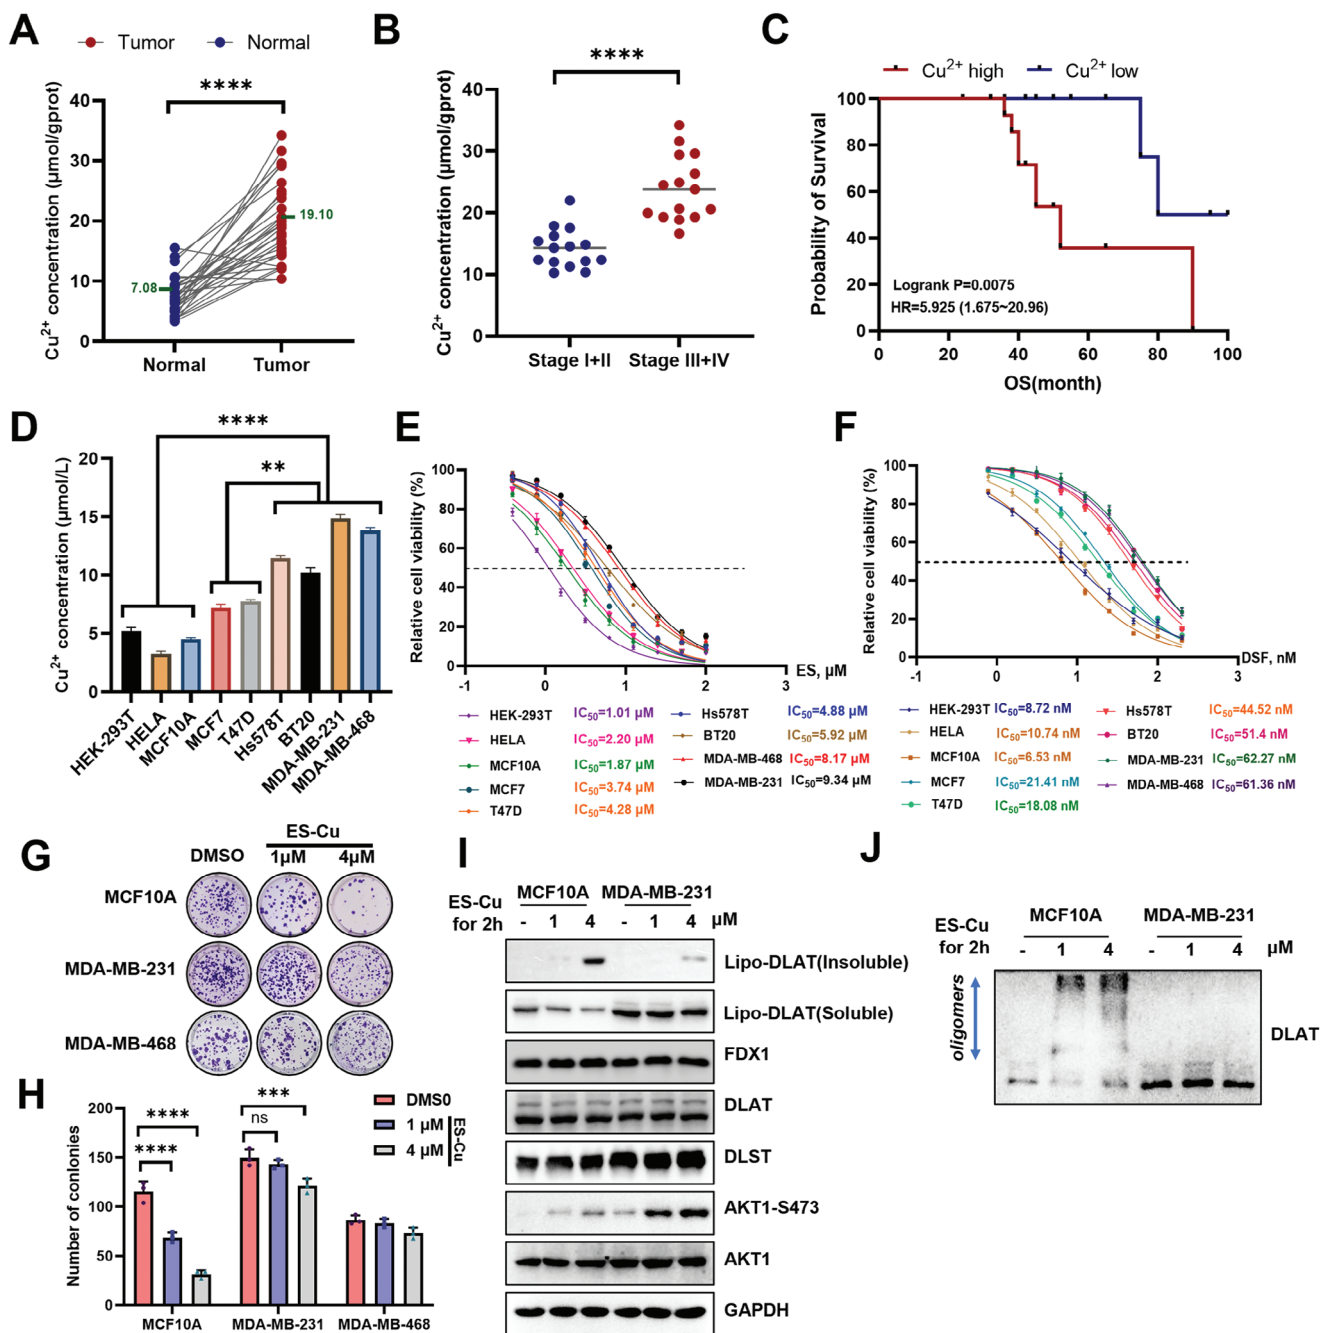 A
Tumor Normal
****
Cu²⁺ concentration (μmol/gprot)
40
30
20
10
0
19.10
7.08
Normal Tumor
B
****
Cu²⁺ concentration (μmol/gprot)
40
30
20
10
0
Stage I+II Stage III+IV
C
Cu²⁺ high Cu²⁺ low
Probability of Survival
100
80
60
40
20
0
Logrank P=0.0075
HR=5.925 (1.675~20.96)
0 20 40 60 80 100
OS(month)
D
****
**
Cu²⁺ concentration (μmol/L)
20
15
10
5
0
HEK-293T
HELA
MCF10A
MCF7
T47D
Hs578T
BT20
MDA-MB-231
MDA-MB-468
E
Relative cell viability (%)
100
80
60
40
20
0
-1 0 1 2 3
ES, μM
HEK-293T IC₅₀=1.01 μM
HELA IC₅₀=2.20 μM
MCF10A IC₅₀=1.87 μM
MCF7 IC₅₀=3.74 μM
T47D IC₅₀=4.28 μM
Hs578T IC₅₀=4.88 μM
BT20 IC₅₀=5.92 μM
MDA-MB-468 IC₅₀=8.17 μM
MDA-MB-231 IC₅₀=9.34 μM
F
Relative cell viability (%)
100
80
60
40
20
0
-1 0 1 2 3
DSF, nM
HEK-293T IC₅₀=8.72 nM
HELA IC₅₀=10.74 nM
MCF10A IC₅₀=6.53 nM
MCF7 IC₅₀=21.41 nM
T47D IC₅₀=18.08 nM
Hs578T IC₅₀=44.52 nM
BT20 IC₅₀=51.4 nM
MDA-MB-231 IC₅₀=62.27 nM
MDA-MB-468 IC₅₀=61.36 nM
G
ES-Cu
DMSO 1μM 4μM
MCF10A
MDA-MB-231
MDA-MB-468
H
Number of conlonies
200
150
100
50
0
****
****
ns
***
DMS0
1 μM
4 μM
ES-Cu
MCF10A MDA-MB-231 MDA-MB-468
I
MCF10A MDA-MB-231
ES-Cu
for 2h
- 1 4 - 1 4 μM
Lipo-DLAT(Insoluble)
Lipo-DLAT(Soluble)
FDX1
DLAT
DLST
AKT1-S473
AKT1
GAPDH
J
MCF10A MDA-MB-231
ES-Cu
for 2h
- 1 4 - 1 4 μM
oligomers
DLAT